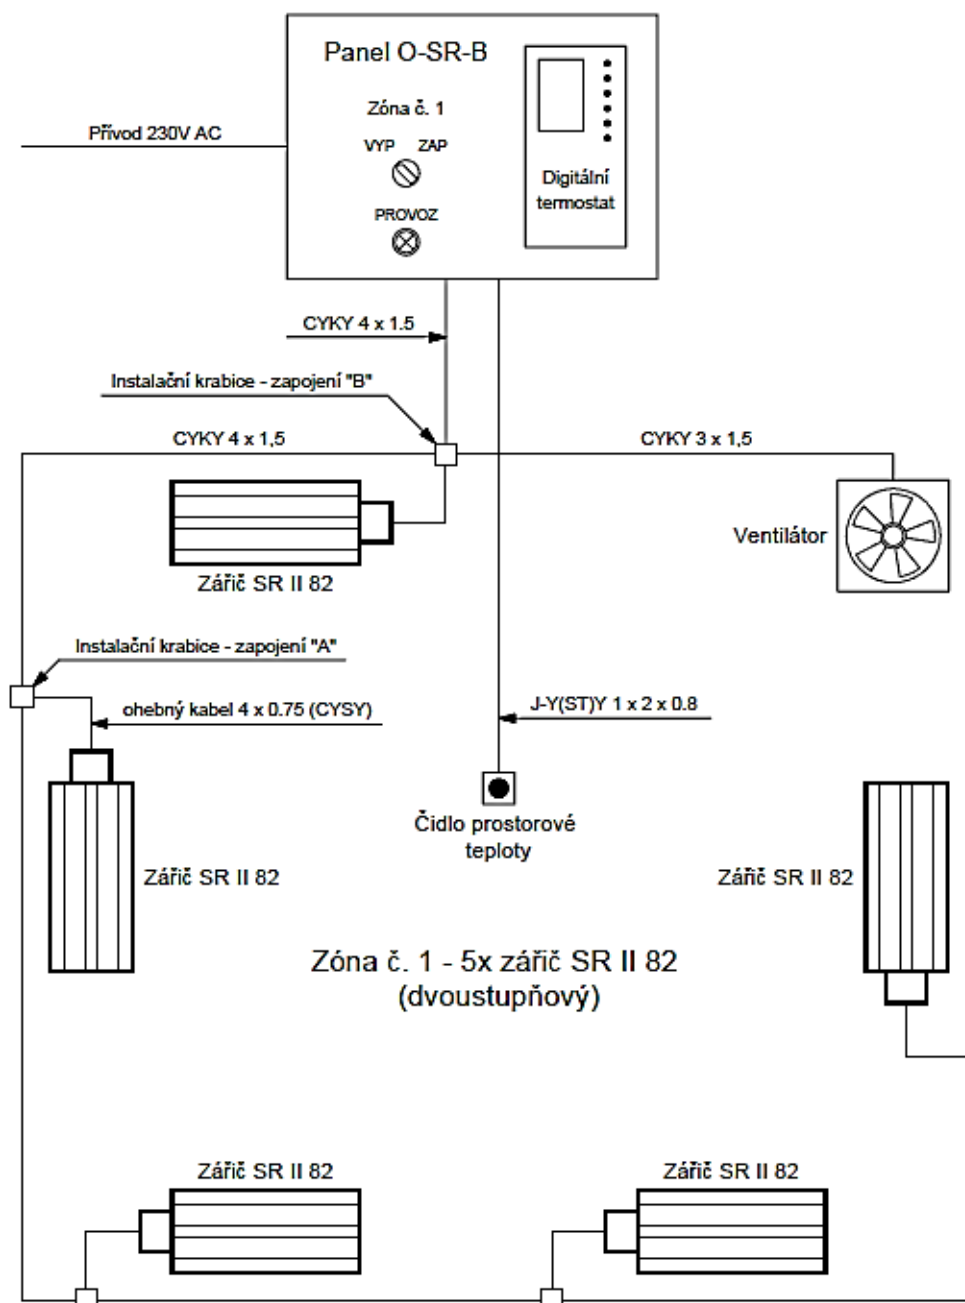 Panel O-SR-B
Zóna č. 1
VYP ZAP
PROVOZ
Digitální
termostat
Přívod 230V AC
CYKY 4 x 1.5
Instalační krabice - zapojení "B"
CYKY 4 x 1,5
CYKY 3 x 1,5
Ventilátor
Zářič SR II 82
Instalační krabice - zapojení "A"
ohebný kabel 4 x 0.75 (CYSY)
J-Y(ST)Y 1 x 2 x 0.8
Čidlo prostorové
teploty
Zářič SR II 82
Zářič SR II 82
Zóna č. 1 - 5x zářič SR II 82
(dvoustupňový)
Zářič SR II 82
Zářič SR II 82